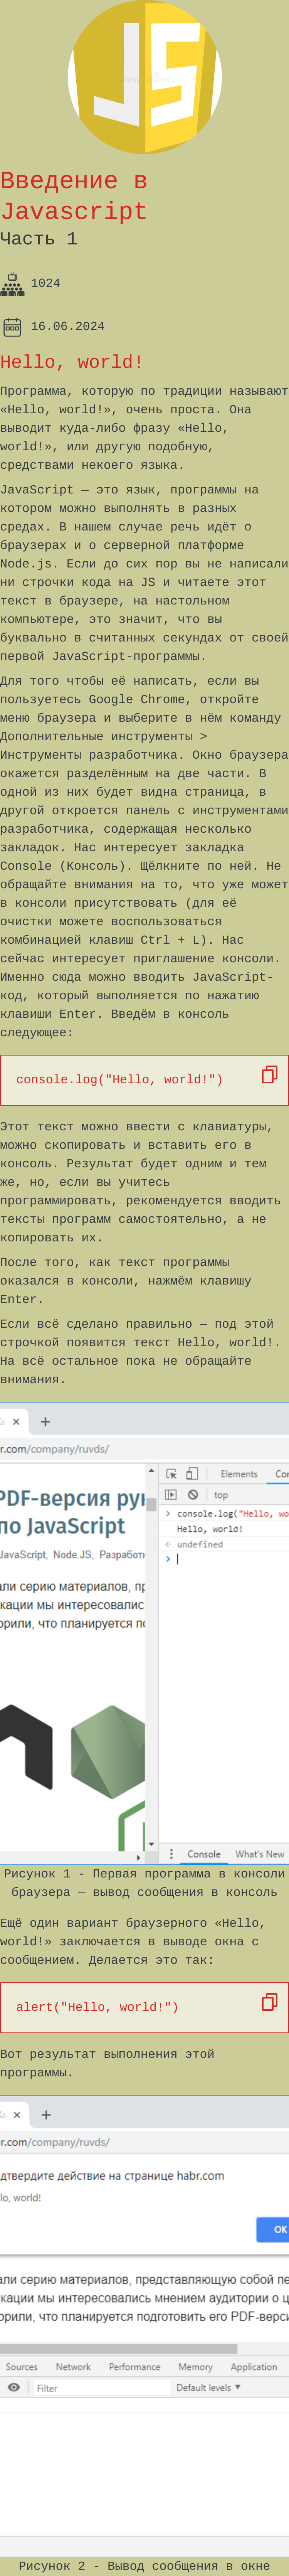 Введение в
Javascript
Часть 1
1024
16.06.2024
Hello, world!
Программа, которую по традиции называют
«Hello, world!», очень проста. Она
выводит куда-либо фразу «Hello,
world!», или другую подобную,
средствами некоего языка.
JavaScript — это язык, программы на
котором можно выполнять в разных
средах. В нашем случае речь идёт о
браузерах и о серверной платформе
Node.js. Если до сих пор вы не написали
ни строчки кода на JS и читаете этот
текст в браузере, на настольном
компьютере, это значит, что вы
буквально в считанных секундах от своей
первой JavaScript-программы.
Для того чтобы её написать, если вы
пользуетесь Google Chrome, откройте
меню браузера и выберите в нём команду
Дополнительные инструменты >
Инструменты разработчика. Окно браузера
окажется разделённым на две части. В
одной из них будет видна страница, в
другой откроется панель с инструментами
разработчика, содержащая несколько
закладок. Нас интересует закладка
Console (Консоль). Щёлкните по ней. Не
обращайте внимания на то, что уже может
в консоли присутствовать (для её
очистки можете воспользоваться
комбинацией клавиш Ctrl + L). Нас
сейчас интересует приглашение консоли.
Именно сюда можно вводить JavaScript-
код, который выполняется по нажатию
клавиши Enter. Введём в консоль
следующее:
console.log("Hello, world!")
Этот текст можно ввести с клавиатуры,
можно скопировать и вставить его в
консоль. Результат будет одним и тем
же, но, если вы учитесь
программировать, рекомендуется вводить
тексты программ самостоятельно, а не
копировать их.
После того, как текст программы
оказался в консоли, нажмём клавишу
Enter.
Если всё сделано правильно — под этой
строчкой появится текст Hello, world!.
На всё остальное пока не обращайте
внимания.
r.com/company/ruvds/
Elements Con
top
PDF-версия рук
по JavaScript
JavaScript, Node.JS, Разработк
console.log("Hello, wo
Hello, world!
undefined
али серию материалов, пр
кации мы интересовались
орили, что планируется по
Console What's New
Рисунок 1 - Первая программа в консоли
браузера — вывод сообщения в консоль
Ещё один вариант браузерного «Hello,
world!» заключается в выводе окна с
сообщением. Делается это так:
alert("Hello, world!")
Вот результат выполнения этой
программы.
r.com/company/ruvds/
дтвердите действие на странице habr.com
llo, world!
OK
али серию материалов, представляющую собой пе
кации мы интересовались мнением аудитории о ц
орили, что планируется подготовить его PDF-верси
Sources Network Performance Memory Application
Filter Default levels ▼
Рисунок 2 - Вывод сообщения в окне